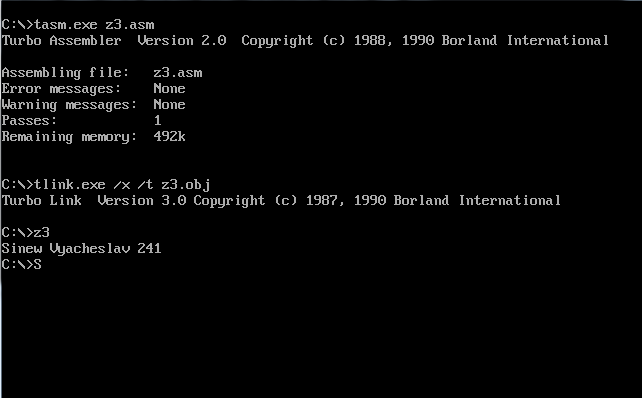 C:\>tasm.exe z3.asm
Turbo Assembler  Version 2.0  Copyright (c) 1988, 1990 Borland International
Assembling file:   z3.asm
Error messages:    None
Warning messages:  None
Passes:            1
Remaining memory:  492k
C:\>tlink.exe /x /t z3.obj
Turbo Link  Version 3.0 Copyright (c) 1987, 1990 Borland International
C:\>z3
Sinew Vyacheslav 241
C:\>S